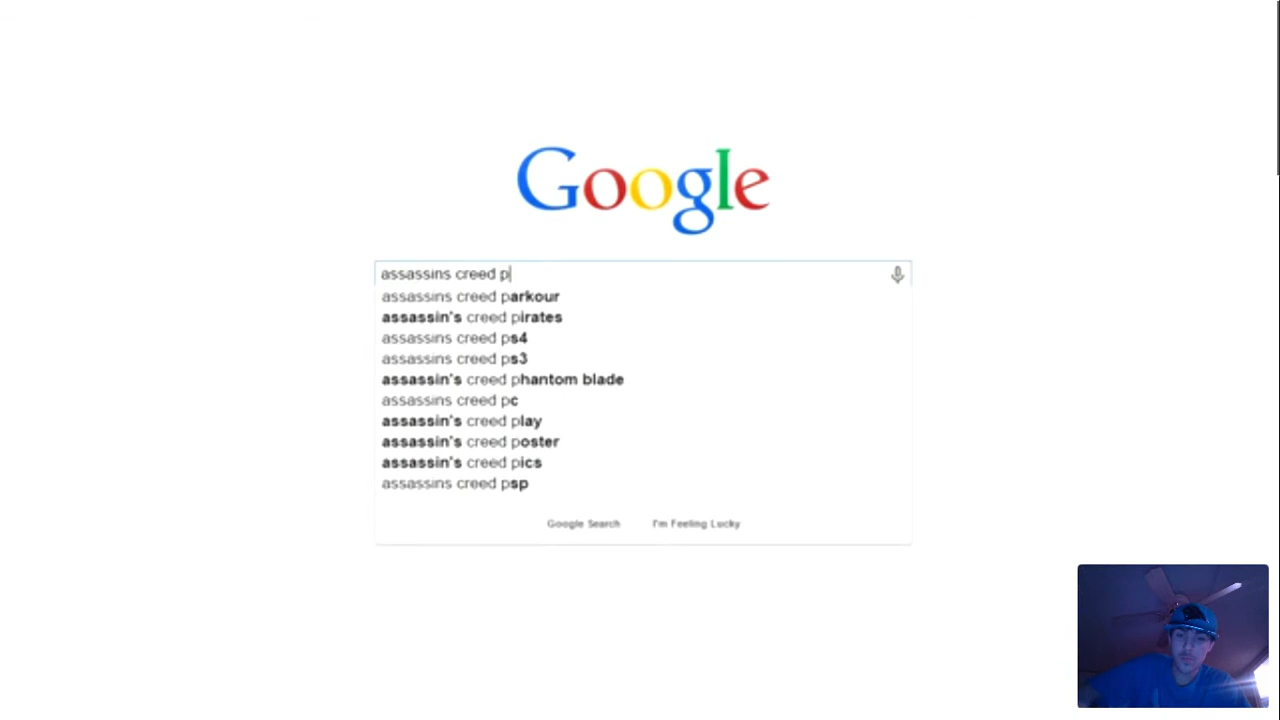 Google
assassins creed p
assassins creed parkour
assassin's creed pirates
assassins creed ps4
assassins creed ps3
assassin's creed phantom blade
assassins creed pc
assassin's creed play
assassin's creed poster
assassin's creed pics
assassins creed psp
Google Search I'm Feeling Lucky